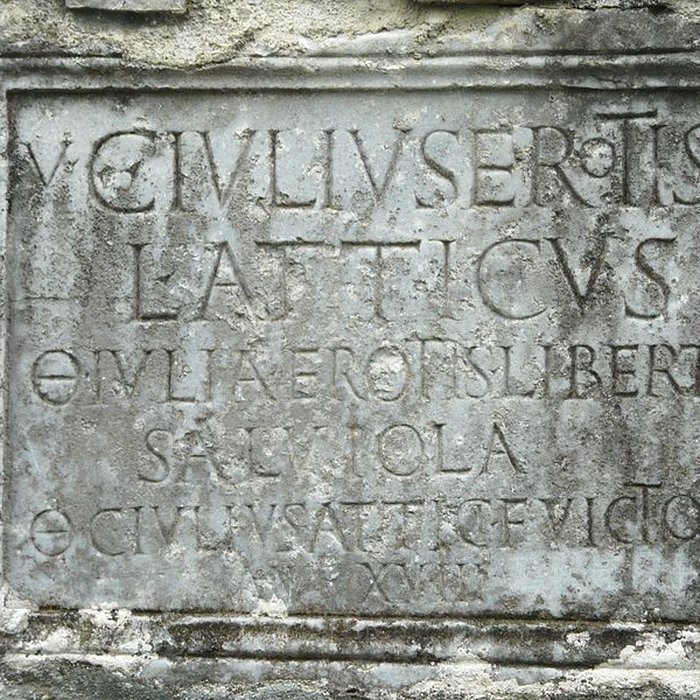 V C IVLIVS EROTIS
L ATTICVS
Θ IVLIA EROTIS LIBERT
SALVIOLA
Θ C IVLIVS ATTICI F VICTO
XVIII